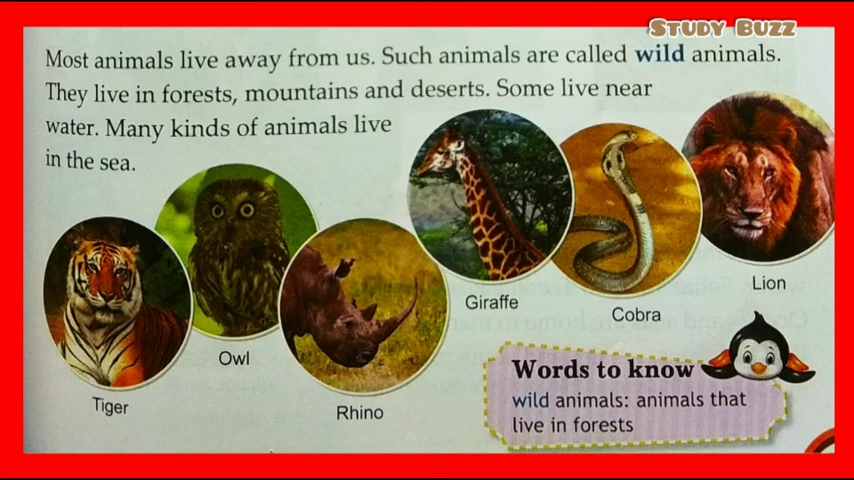 STUDY BUZZ
Most animals live away from us. Such animals are called wild animals.
They live in forests, mountains and deserts. Some live near
water. Many kinds of animals live
in the sea.
Tiger
Owl
Rhino
Giraffe
Cobra
Lion
Words to know
wild animals: animals that
live in forests